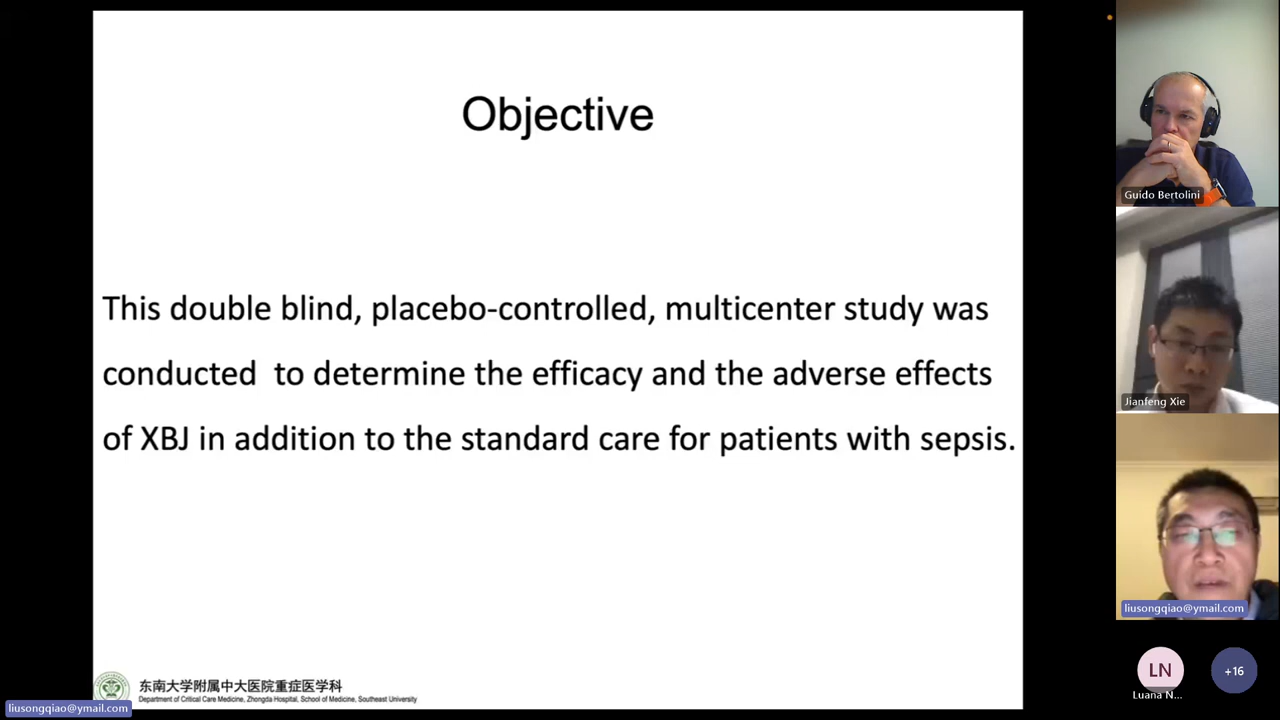 Objective
This double blind, placebo-controlled, multicenter study was
conducted  to determine the efficacy and the adverse effects
of XBJ in addition to the standard care for patients with sepsis.
东南大学附属中大医院重症医学科
Department of Critical Care Medicine, Zhongda Hospital, School of Medicine, Southeast University
liusongqiao@ymail.com
Guido Bertolini
Jianfeng Xie
liusongqiao@ymail.com
LN
+16
Luana N...